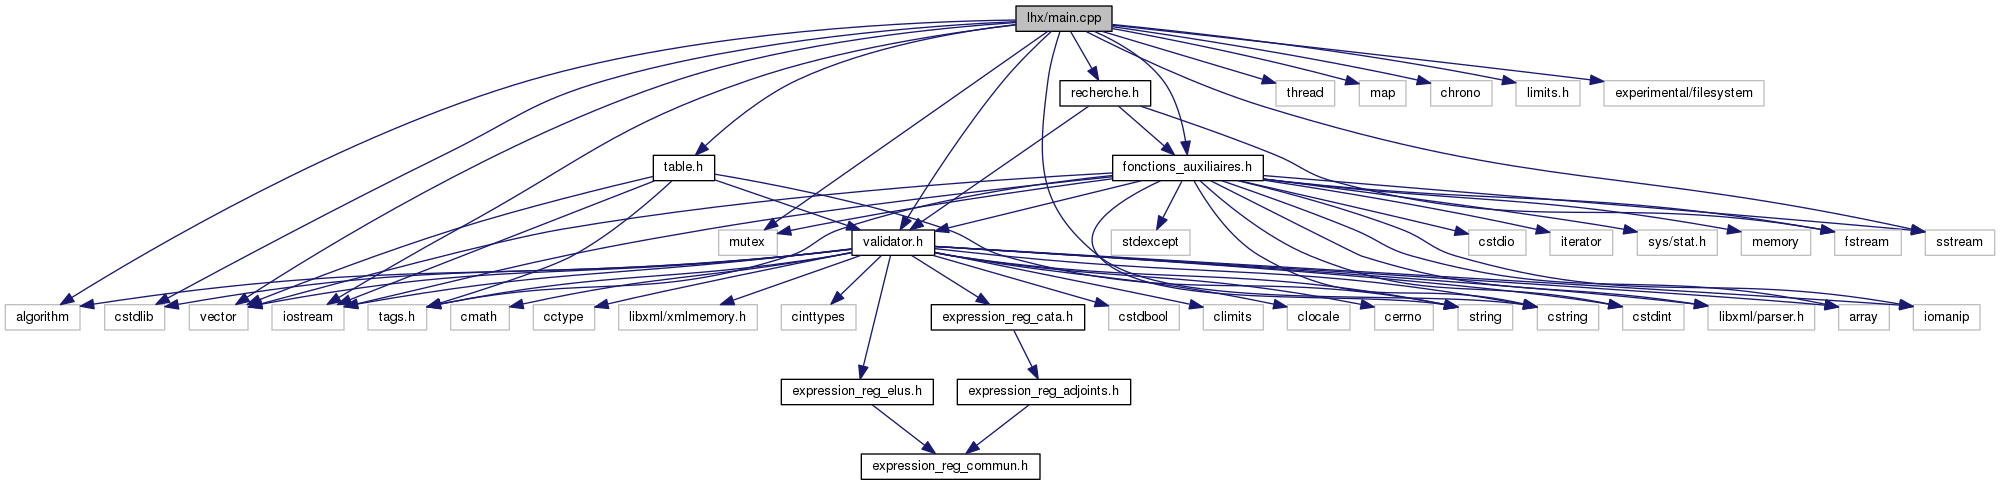 lhx/main.cpp
recherche.h
thread
map
chrono
limits.h
experimental/filesystem
table.h
fonctions_auxiliaires.h
mutex
validator.h
stdexcept
cstdio
iterator
sys/stat.h
memory
fstream
sstream
algorithm
cstdlib
vector
iostream
tags.h
cmath
cctype
libxml/xmlmemory.h
cinttypes
expression_reg_cata.h
cstdbool
climits
clocale
cerrno
string
cstring
cstdint
libxml/parser.h
array
iomanip
expression_reg_elus.h
expression_reg_adjoints.h
expression_reg_commun.h